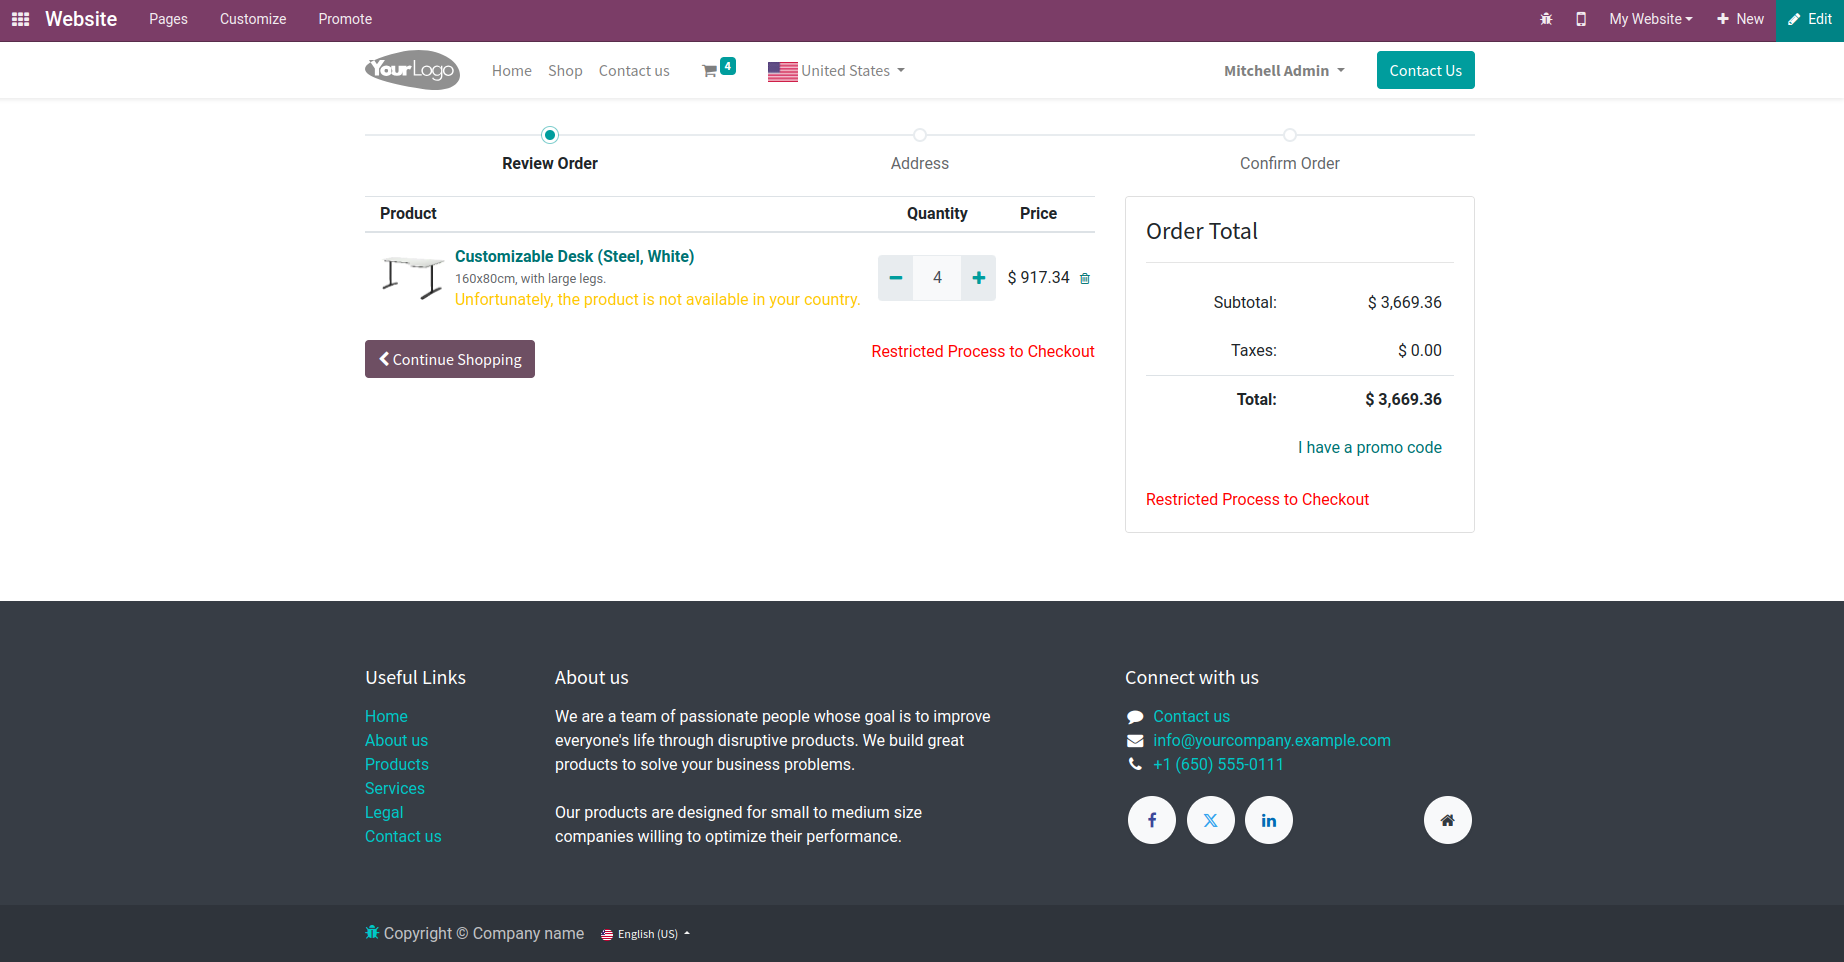 Website Pages Customize Promote My Website New Edit
YourLogo Home Shop Contact us 4 United States Mitchell Admin Contact Us
Review Order Address Confirm Order
Product Quantity Price
Customizable Desk (Steel, White)
160x80cm, with large legs.
Unfortunately, the product is not available in your country.
4 $ 917.34
Continue Shopping
Restricted Process to Checkout
Order Total
Subtotal: $ 3,669.36
Taxes: $ 0.00
Total: $ 3,669.36
I have a promo code
Restricted Process to Checkout
Useful Links
Home
About us
Products
Services
Legal
Contact us
About us
We are a team of passionate people whose goal is to improve
everyone's life through disruptive products. We build great
products to solve your business problems.
Our products are designed for small to medium size
companies willing to optimize their performance.
Connect with us
Contact us
info@yourcompany.example.com
+1 (650) 555-0111
Copyright © Company name English (US)